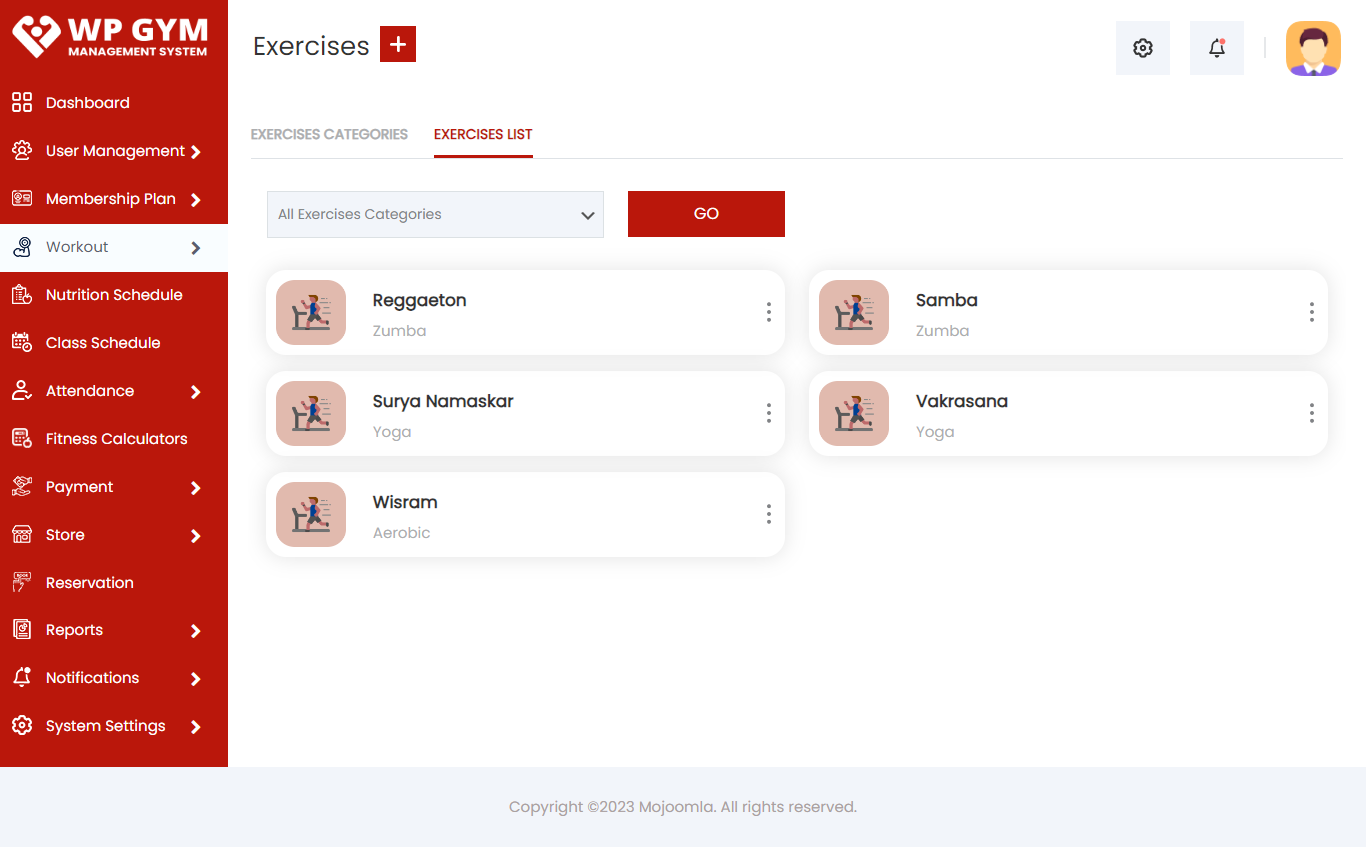 WP GYM
MANAGEMENT SYSTEM
Dashboard
User Management
Membership Plan
Workout
Nutrition Schedule
Class Schedule
Attendance
Fitness Calculators
Payment
Store
Reservation
Reports
Notifications
System Settings
Exercises
EXERCISES CATEGORIES
EXERCISES LIST
All Exercises Categories
GO
Reggaeton
Zumba
Samba
Zumba
Surya Namaskar
Yoga
Vakrasana
Yoga
Wisram
Aerobic
Copyright ©2023 Mojoomla. All rights reserved.